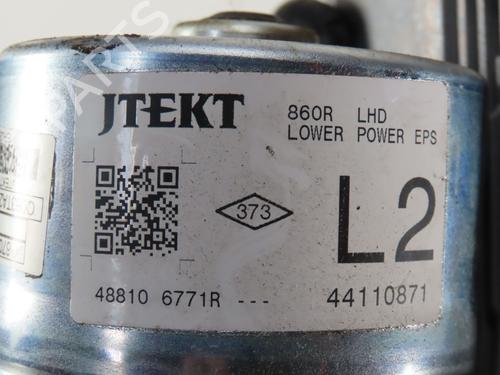 JTEKT
860R LHD
LOWER POWER EPS
373
L2
48810 6771R ---
44110871